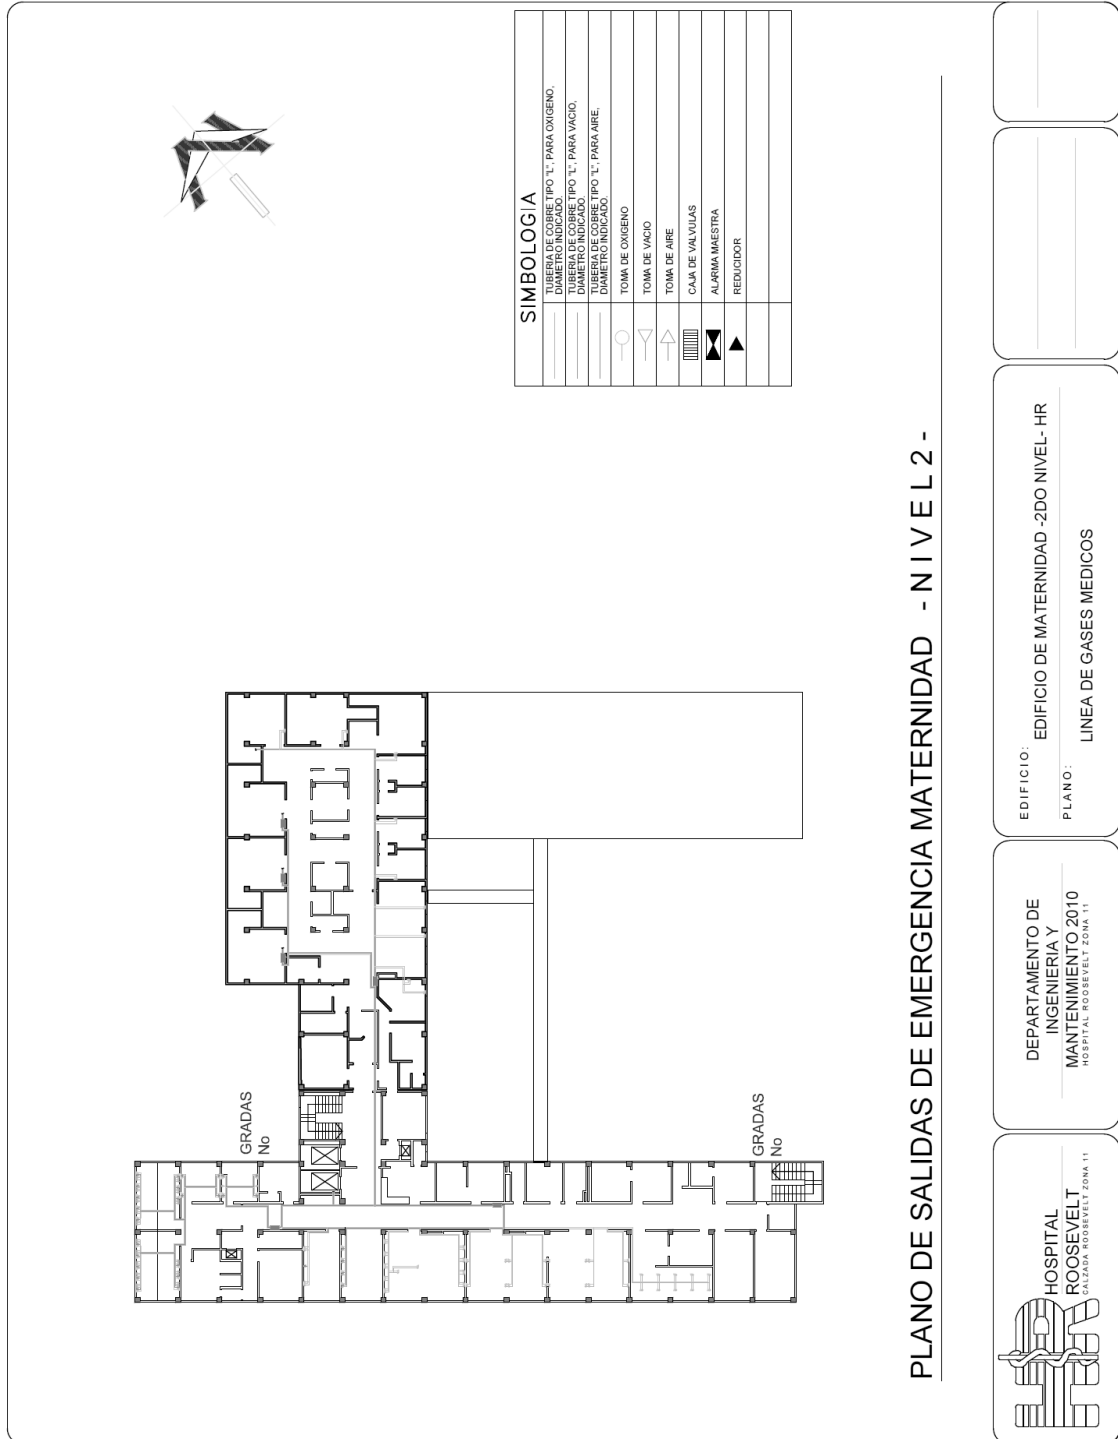 SIMBOLOGIA
TUBERIA DE COBRE TIPO "L", PARA OXIGENO,
DIAMETRO INDICADO.
TUBERIA DE COBRE TIPO "L", PARA VACIO,
DIAMETRO INDICADO.
TUBERIA DE COBRE TIPO "L", PARA AIRE,
DIAMETRO INDICADO.
TOMA DE OXIGENO
TOMA DE VACIO
TOMA DE AIRE
CAJA DE VALVULAS
ALARMA MAESTRA
REDUCIDOR
GRADAS
No
GRADAS
No
PLANO DE SALIDAS DE EMERGENCIA MATERNIDAD - N I V E L 2 -
HR
HOSPITAL
ROOSEVELT
CALZADA ROOSEVELT ZONA 11
DEPARTAMENTO DE
INGENIERIA Y
MANTENIMIENTO 2010
HOSPITAL ROOSEVELT ZONA 11
EDIFICIO:
EDIFICIO DE MATERNIDAD -2DO NIVEL- HR
PLANO:
LINEA DE GASES MEDICOS